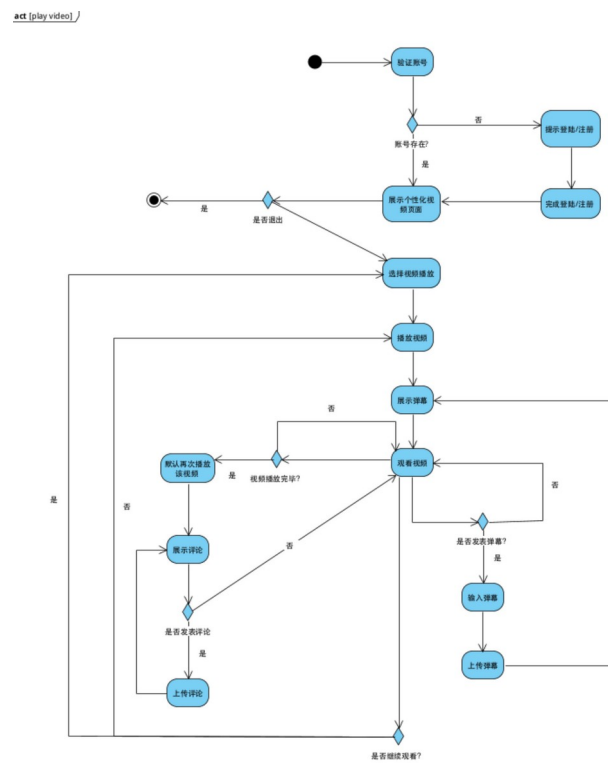 act [play video]
验证账号
否
提示登陆/注册
账号存在?
是
展示个性化视
频页面
完成登陆/注册
是
是否退出
选择视频播放
播放视频
展示弹幕
否
默认再次播放
该视频
观看视频
是
视频播放完毕?
否
是
否
是否发表弹幕?
展示评论
否
是
输入弹幕
是否发表评论
是
上传弹幕
上传评论
是否继续观看?